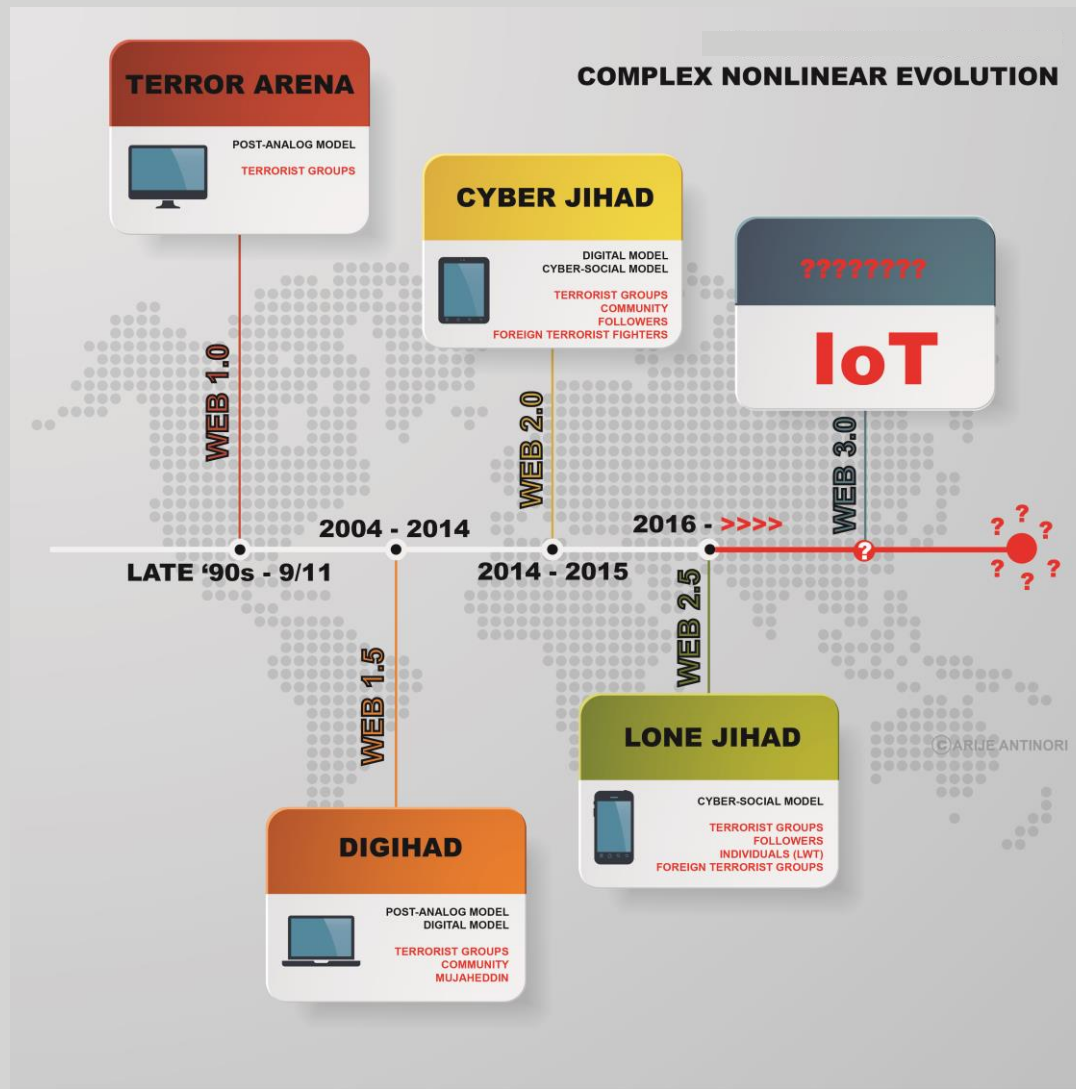 COMPLEX NONLINEAR EVOLUTION
TERROR ARENA
POST-ANALOG MODEL
TERRORIST GROUPS
WEB 1.0
LATE ‘90s - 9/11
2004 - 2014
WEB 1.5
DIGIHAD
POST-ANALOG MODEL
DIGITAL MODEL
TERRORIST GROUPS
COMMUNITY
MUJAHEDDIN
CYBER JIHAD
DIGITAL MODEL
CYBER-SOCIAL MODEL
TERRORIST GROUPS
COMMUNITY
FOLLOWERS
FOREIGN TERRORIST FIGHTERS
WEB 2.0
2014 - 2015
2016 - >>>>
WEB 2.5
LONE JIHAD
CYBER-SOCIAL MODEL
TERRORIST GROUPS
FOLLOWERS
INDIVIDUALS (LWT)
FOREIGN TERRORIST GROUPS
????????
IoT
WEB 3.0
?
? ? ? ? ? ?
©ARIJE ANTINORI